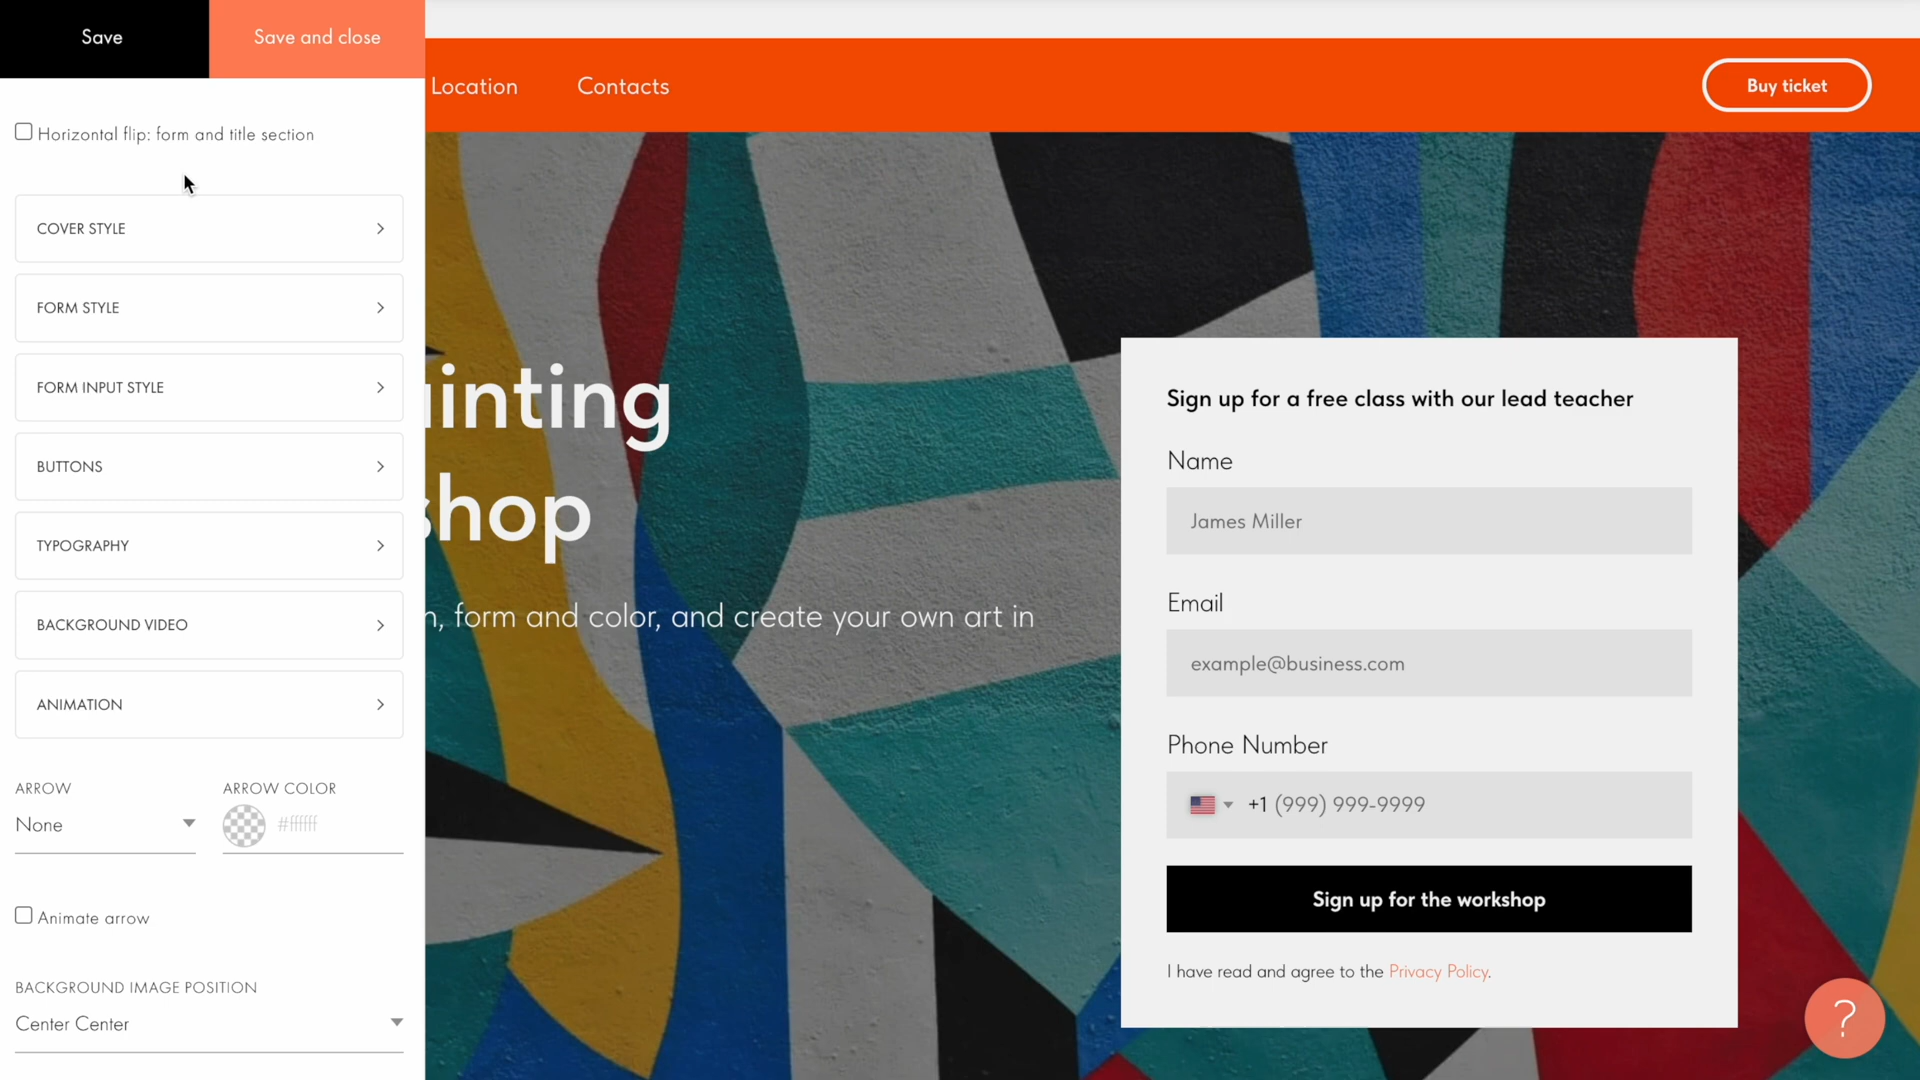 Save
Save and close
Location
Contacts
Buy ticket
Horizontal flip: form and title section
COVER STYLE
FORM STYLE
FORM INPUT STYLE
BUTTONS
TYPOGRAPHY
BACKGROUND VIDEO
ANIMATION
ARROW
ARROW COLOR
None
#ffffff
Animate arrow
BACKGROUND IMAGE POSITION
Center Center
inting
shop
, form and color, and create your own art in
Sign up for a free class with our lead teacher
Name
James Miller
Email
example@business.com
Phone Number
+1 (999) 999-9999
Sign up for the workshop
I have read and agree to the Privacy Policy.
?